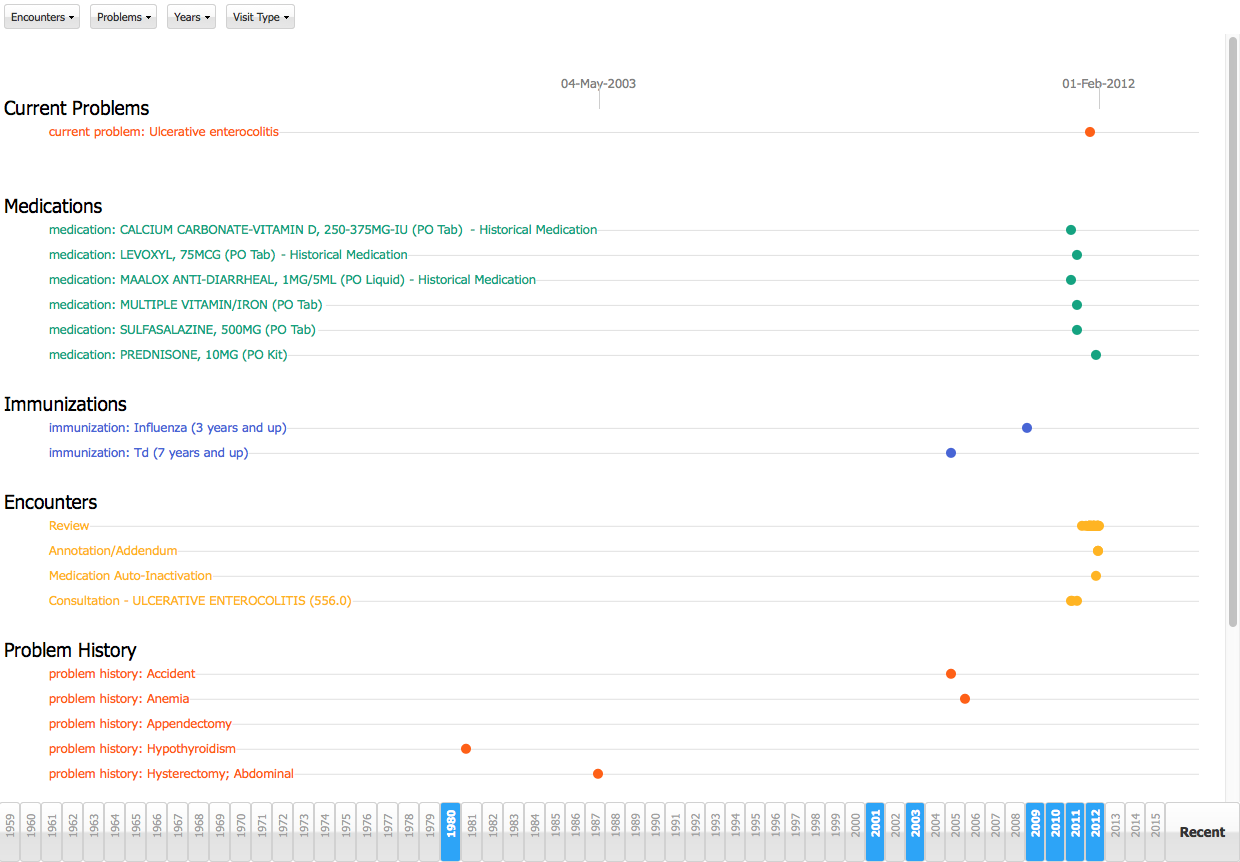 Encounters Problems Years Visit Type
04-May-2003 01-Feb-2012
Current Problems
current problem: Ulcerative enterocolitis
Medications
medication: CALCIUM CARBONATE-VITAMIN D, 250-375MG-IU (PO Tab) - Historical Medication
medication: LEVOXYL, 75MCG (PO Tab) - Historical Medication
medication: MAALOX ANTI-DIARRHEAL, 1MG/5ML (PO Liquid) - Historical Medication
medication: MULTIPLE VITAMIN/IRON (PO Tab)
medication: SULFASALAZINE, 500MG (PO Tab)
medication: PREDNISONE, 10MG (PO Kit)
Immunizations
immunization: Influenza (3 years and up)
immunization: Td (7 years and up)
Encounters
Review
Annotation/Addendum
Medication Auto-Inactivation
Consultation - ULCERATIVE ENTEROCOLITIS (556.0)
Problem History
problem history: Accident
problem history: Anemia
problem history: Appendectomy
problem history: Hypothyroidism
problem history: Hysterectomy; Abdominal
1959 1960 1961 1962 1963 1964 1965 1966 1967 1968 1969 1970 1971 1972 1973 1974 1975 1976 1977 1978 1979 1980 1981 1982 1983 1984 1985 1986 1987 1988 1989 1990 1991 1992 1993 1994 1995 1996 1997 1998 1999 2000 2001 2002 2003 2004 2005 2006 2007 2008 2009 2010 2011 2012 2013 2014 2015 Recent